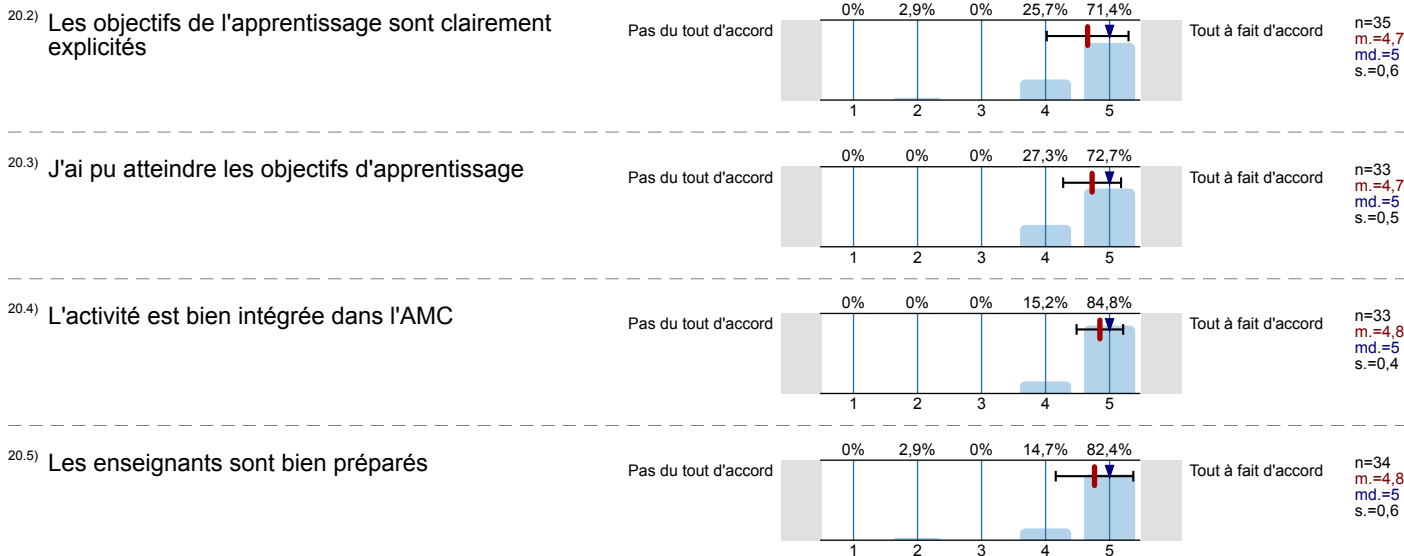 20.2) Les objectifs de l'apprentissage sont clairement
explicités
Pas du tout d'accord
0% 2,9% 0% 25,7% 71,4%
1 2 3 4 5
Tout à fait d'accord
n=35
m.=4,7
md.=5
s.=0,6
20.3) J'ai pu atteindre les objectifs d'apprentissage
Pas du tout d'accord
0% 0% 0% 27,3% 72,7%
1 2 3 4 5
Tout à fait d'accord
n=33
m.=4,7
md.=5
s.=0,5
20.4) L'activité est bien intégrée dans l'AMC
Pas du tout d'accord
0% 0% 0% 15,2% 84,8%
1 2 3 4 5
Tout à fait d'accord
n=33
m.=4,8
md.=5
s.=0,4
20.5) Les enseignants sont bien préparés
Pas du tout d'accord
0% 2,9% 0% 14,7% 82,4%
1 2 3 4 5
Tout à fait d'accord
n=34
m.=4,8
md.=5
s.=0,6